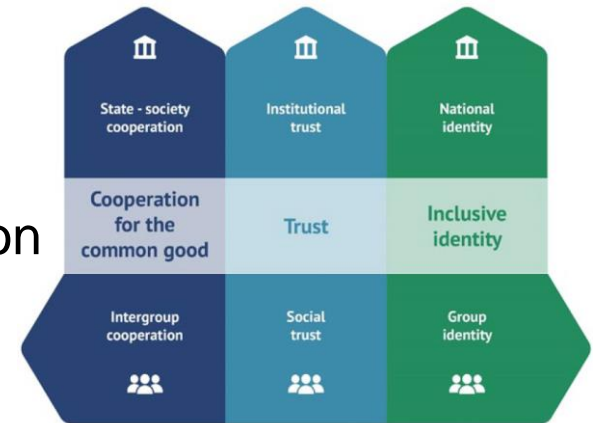 State - society
cooperation
Institutional
trust
National
identity
Cooperation
for the
common good
Trust
Inclusive
identity
on
Intergroup
cooperation
Social
trust
Group
identity